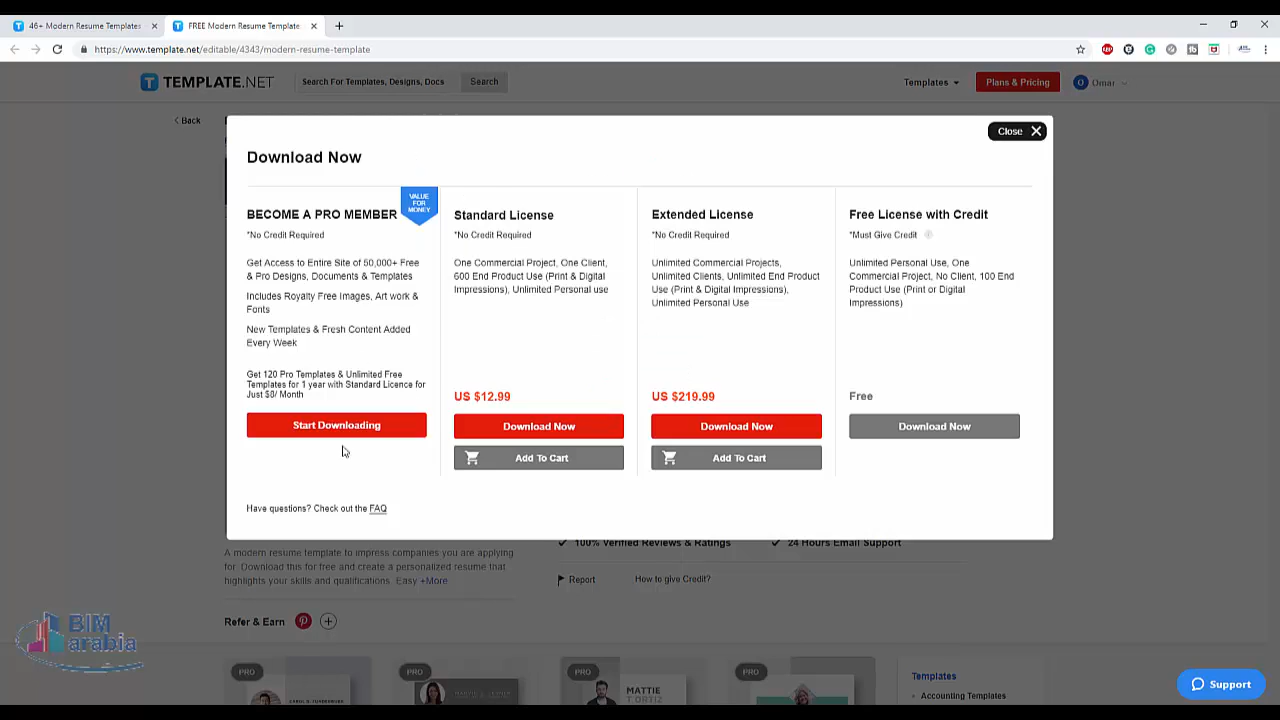 46+ Modern Resume Templates
FREE Modern Resume Template
https://www.template.net/editable/4343/modern-resume-template
TEMPLATE.NET
Search For Templates, Designs, Docs
Search
Templates
Plans & Pricing
O
Omar
Back
Close
Download Now
VALUE
FOR
MONEY
BECOME A PRO MEMBER
*No Credit Required
Get Access to Entire Site of 50,000+ Free
& Pro Designs, Documents & Templates
Includes Royalty Free Images, Art work &
Fonts
New Templates & Fresh Content Added
Every Week
Get 120 Pro Templates & Unlimited Free
Templates for 1 year with Standard Licence for
Just $8/ Month
Start Downloading
Standard License
*No Credit Required
One Commercial Project, One Client,
600 End Product Use (Print & Digital
Impressions), Unlimited Personal use
US $12.99
Download Now
Add To Cart
Extended License
*No Credit Required
Unlimited Commercial Projects,
Unlimited Clients, Unlimited End Product
Use (Print & Digital Impressions),
Unlimited Personal Use
US $219.99
Download Now
Add To Cart
Free License with Credit
*Must Give Credit
Unlimited Personal Use, One
Commercial Project, No Client, 100 End
Product Use (Print or Digital
Impressions)
Free
Download Now
Have questions? Check out the FAQ
100% Verified Reviews & Ratings
24 Hours Email Support
A modern resume template to impress companies you are applying
for. Download this for free and create a personalized resume that
highlights your skills and qualifications. Easy +More
Report
How to give Credit?
Refer & Earn
BIM
arabia
PRO
PRO
PRO
MATTIE
T ORTIZ
PRO
Templates
Accounting Templates
Support